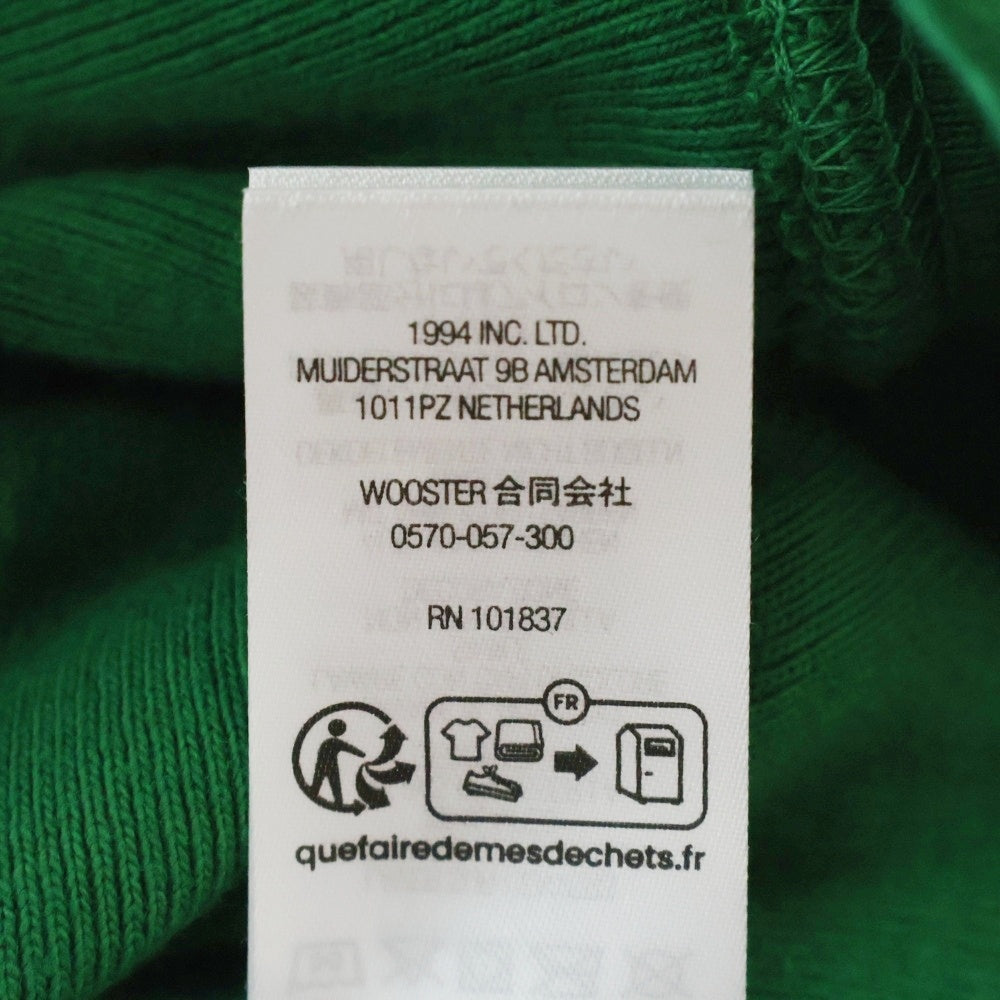 1994 INC. LTD.
MUIDERSTRAAT 9B AMSTERDAM
1011PZ NETHERLANDS
WOOSTER 合同会社
0570-057-300
RN 101837
FR
quefairedemesdechets.fr